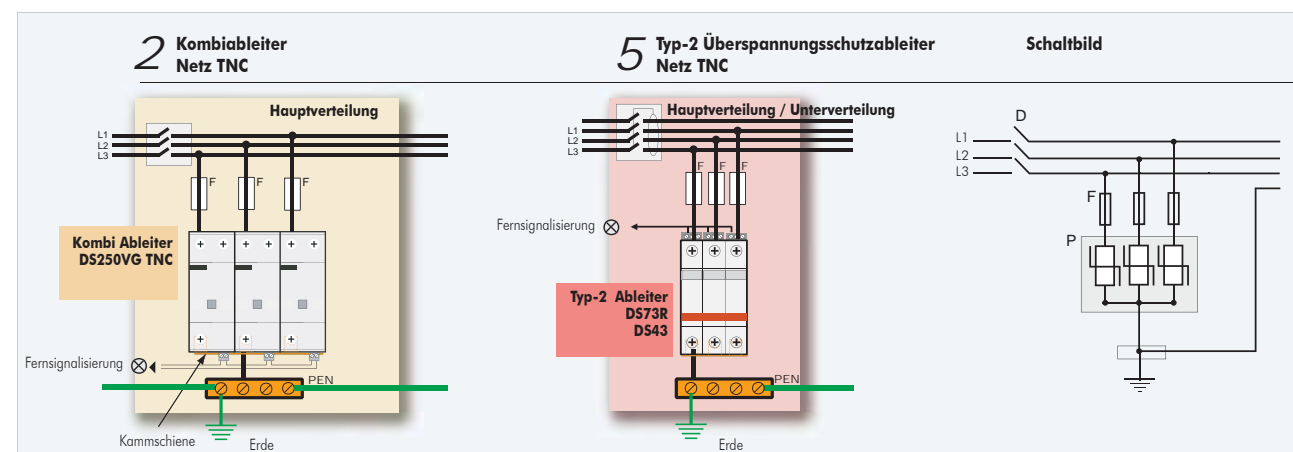 2 Kombiableiter
Netz TNC
Hauptverteilung
L1
L2
L3
F F F
Kombi Ableiter
DS250VG TNC
+ + + + + +
+ + +
Fernsignalisierung
PEN
Kammschiene
Erde
5 Typ-2 Überspannungsschutzableiter
Netz TNC
Hauptverteilung / Unterverteilung
L1
L2
L3
F F F
Fernsignalisierung
+ + +
Typ-2 Ableiter
DS73R
DS43
+ + +
PEN
Erde
Schaltbild
D
L1
L2
L3
F
P